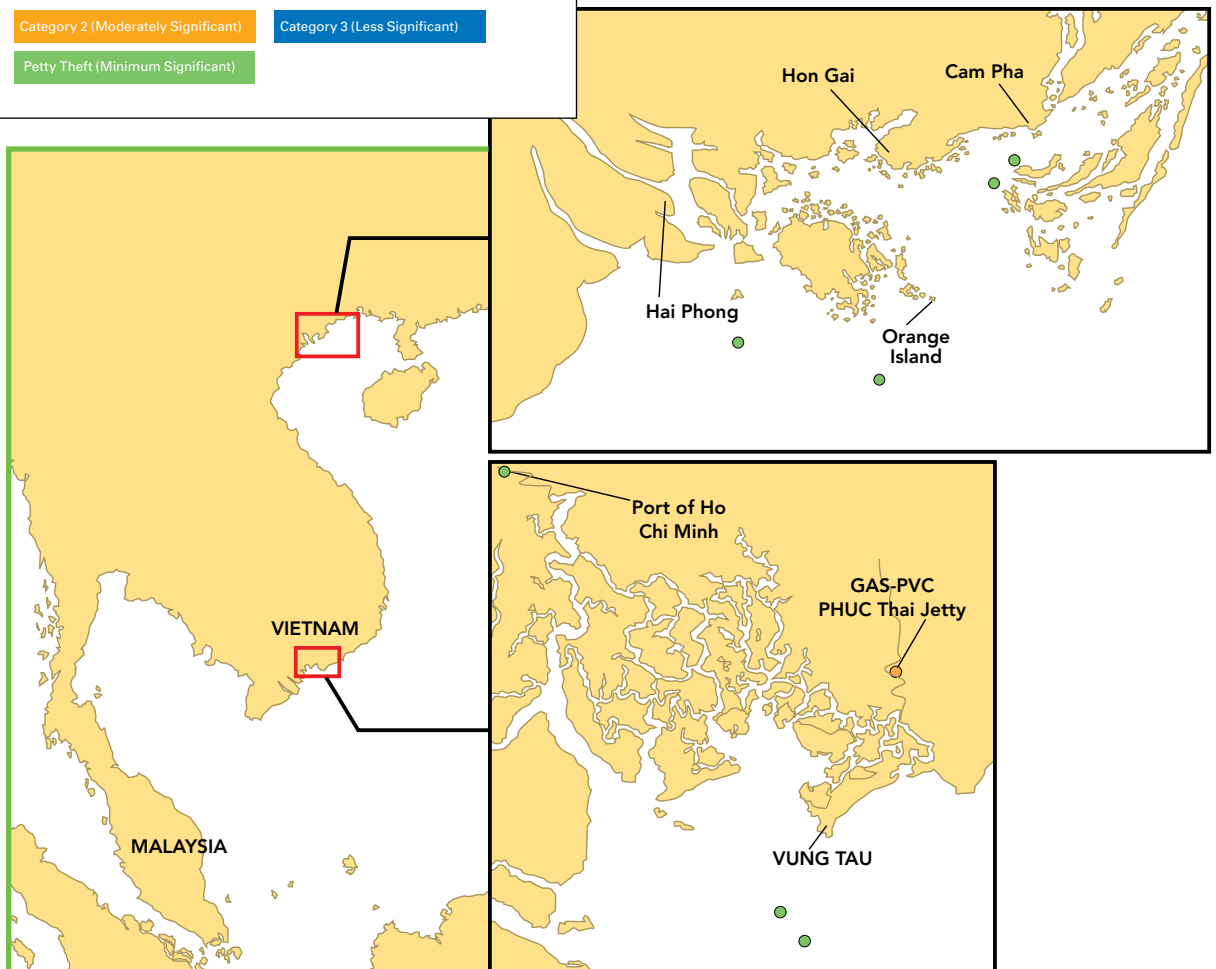 Category 2 (Moderately Significant)
Category 3 (Less Significant)
Petty Theft (Minimum Significant)
Hon Gai
Cam Pha
Hai Phong
Orange
Island
Port of Ho
Chi Minh
GAS-PVC
PHUC Thai Jetty
VIETNAM
MALAYSIA
VUNG TAU